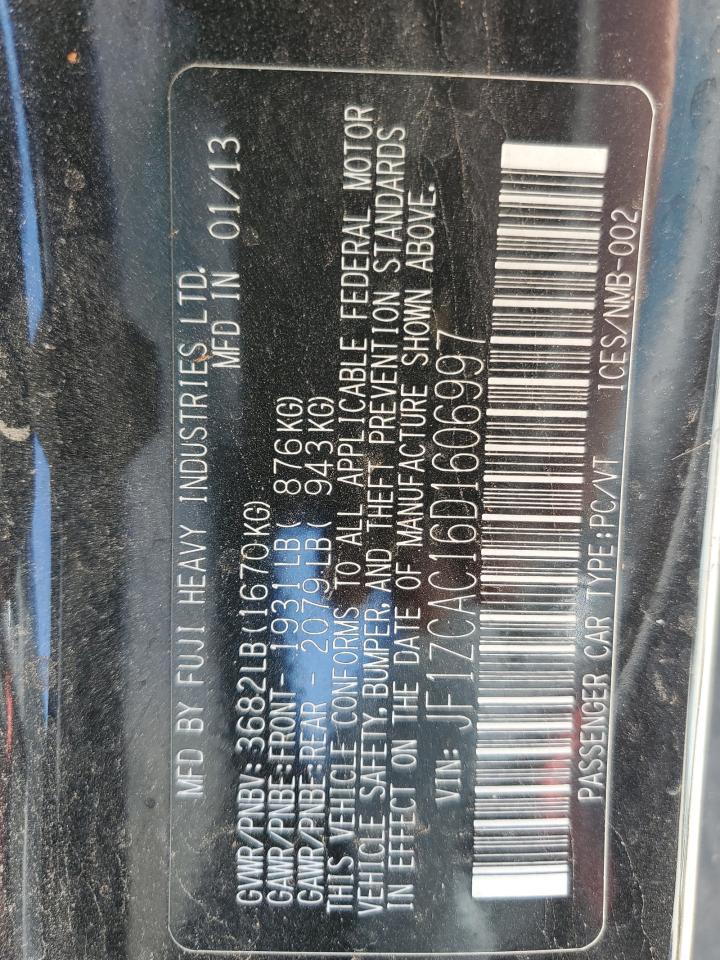 MFD BY FUJI HEAVY INDUSTRIES LTD.
MFD IN 01/13
GVWR/PNBV: 3682LB(1670KG)
GAWR/PNBE:FRONT-1931LB( 876KG)
GAWR/PNBE:REAR - 2079LB( 943KG)
THIS VEHICLE CONFORMS TO ALL APPLICABLE FEDERAL MOTOR
VEHICLE SAFETY, BUMPER, AND THEFT PREVENTION STANDARDS
IN EFFECT ON THE DATE OF MANUFACTURE SHOWN ABOVE.
VIN: JF1ZCAC16D1606997
PASSENGER CAR TYPE:PC/VT ICES/NMB-002